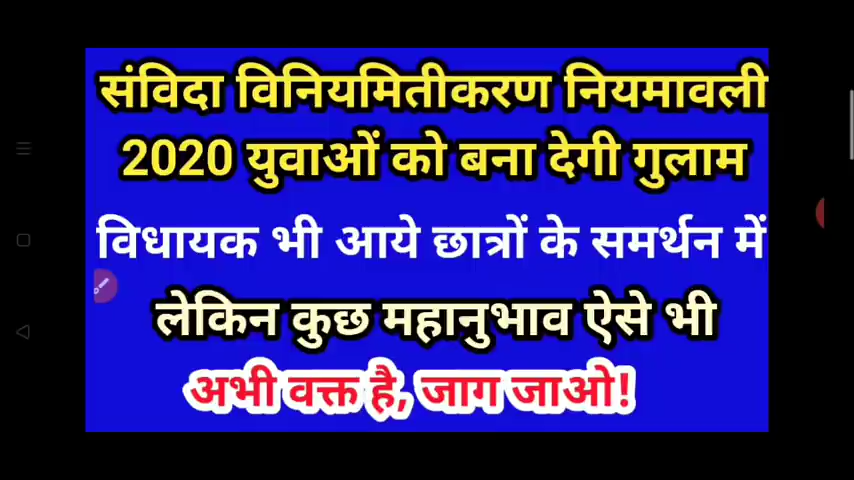 संविदा विनियमितीकरण नियमावली
2020 युवाओं को बना देगी गुलाम
विधायक भी आये छात्रों के समर्थन में
लेकिन कुछ महानुभाव ऐसे भी
अभी वक्त है, जाग जाओ!